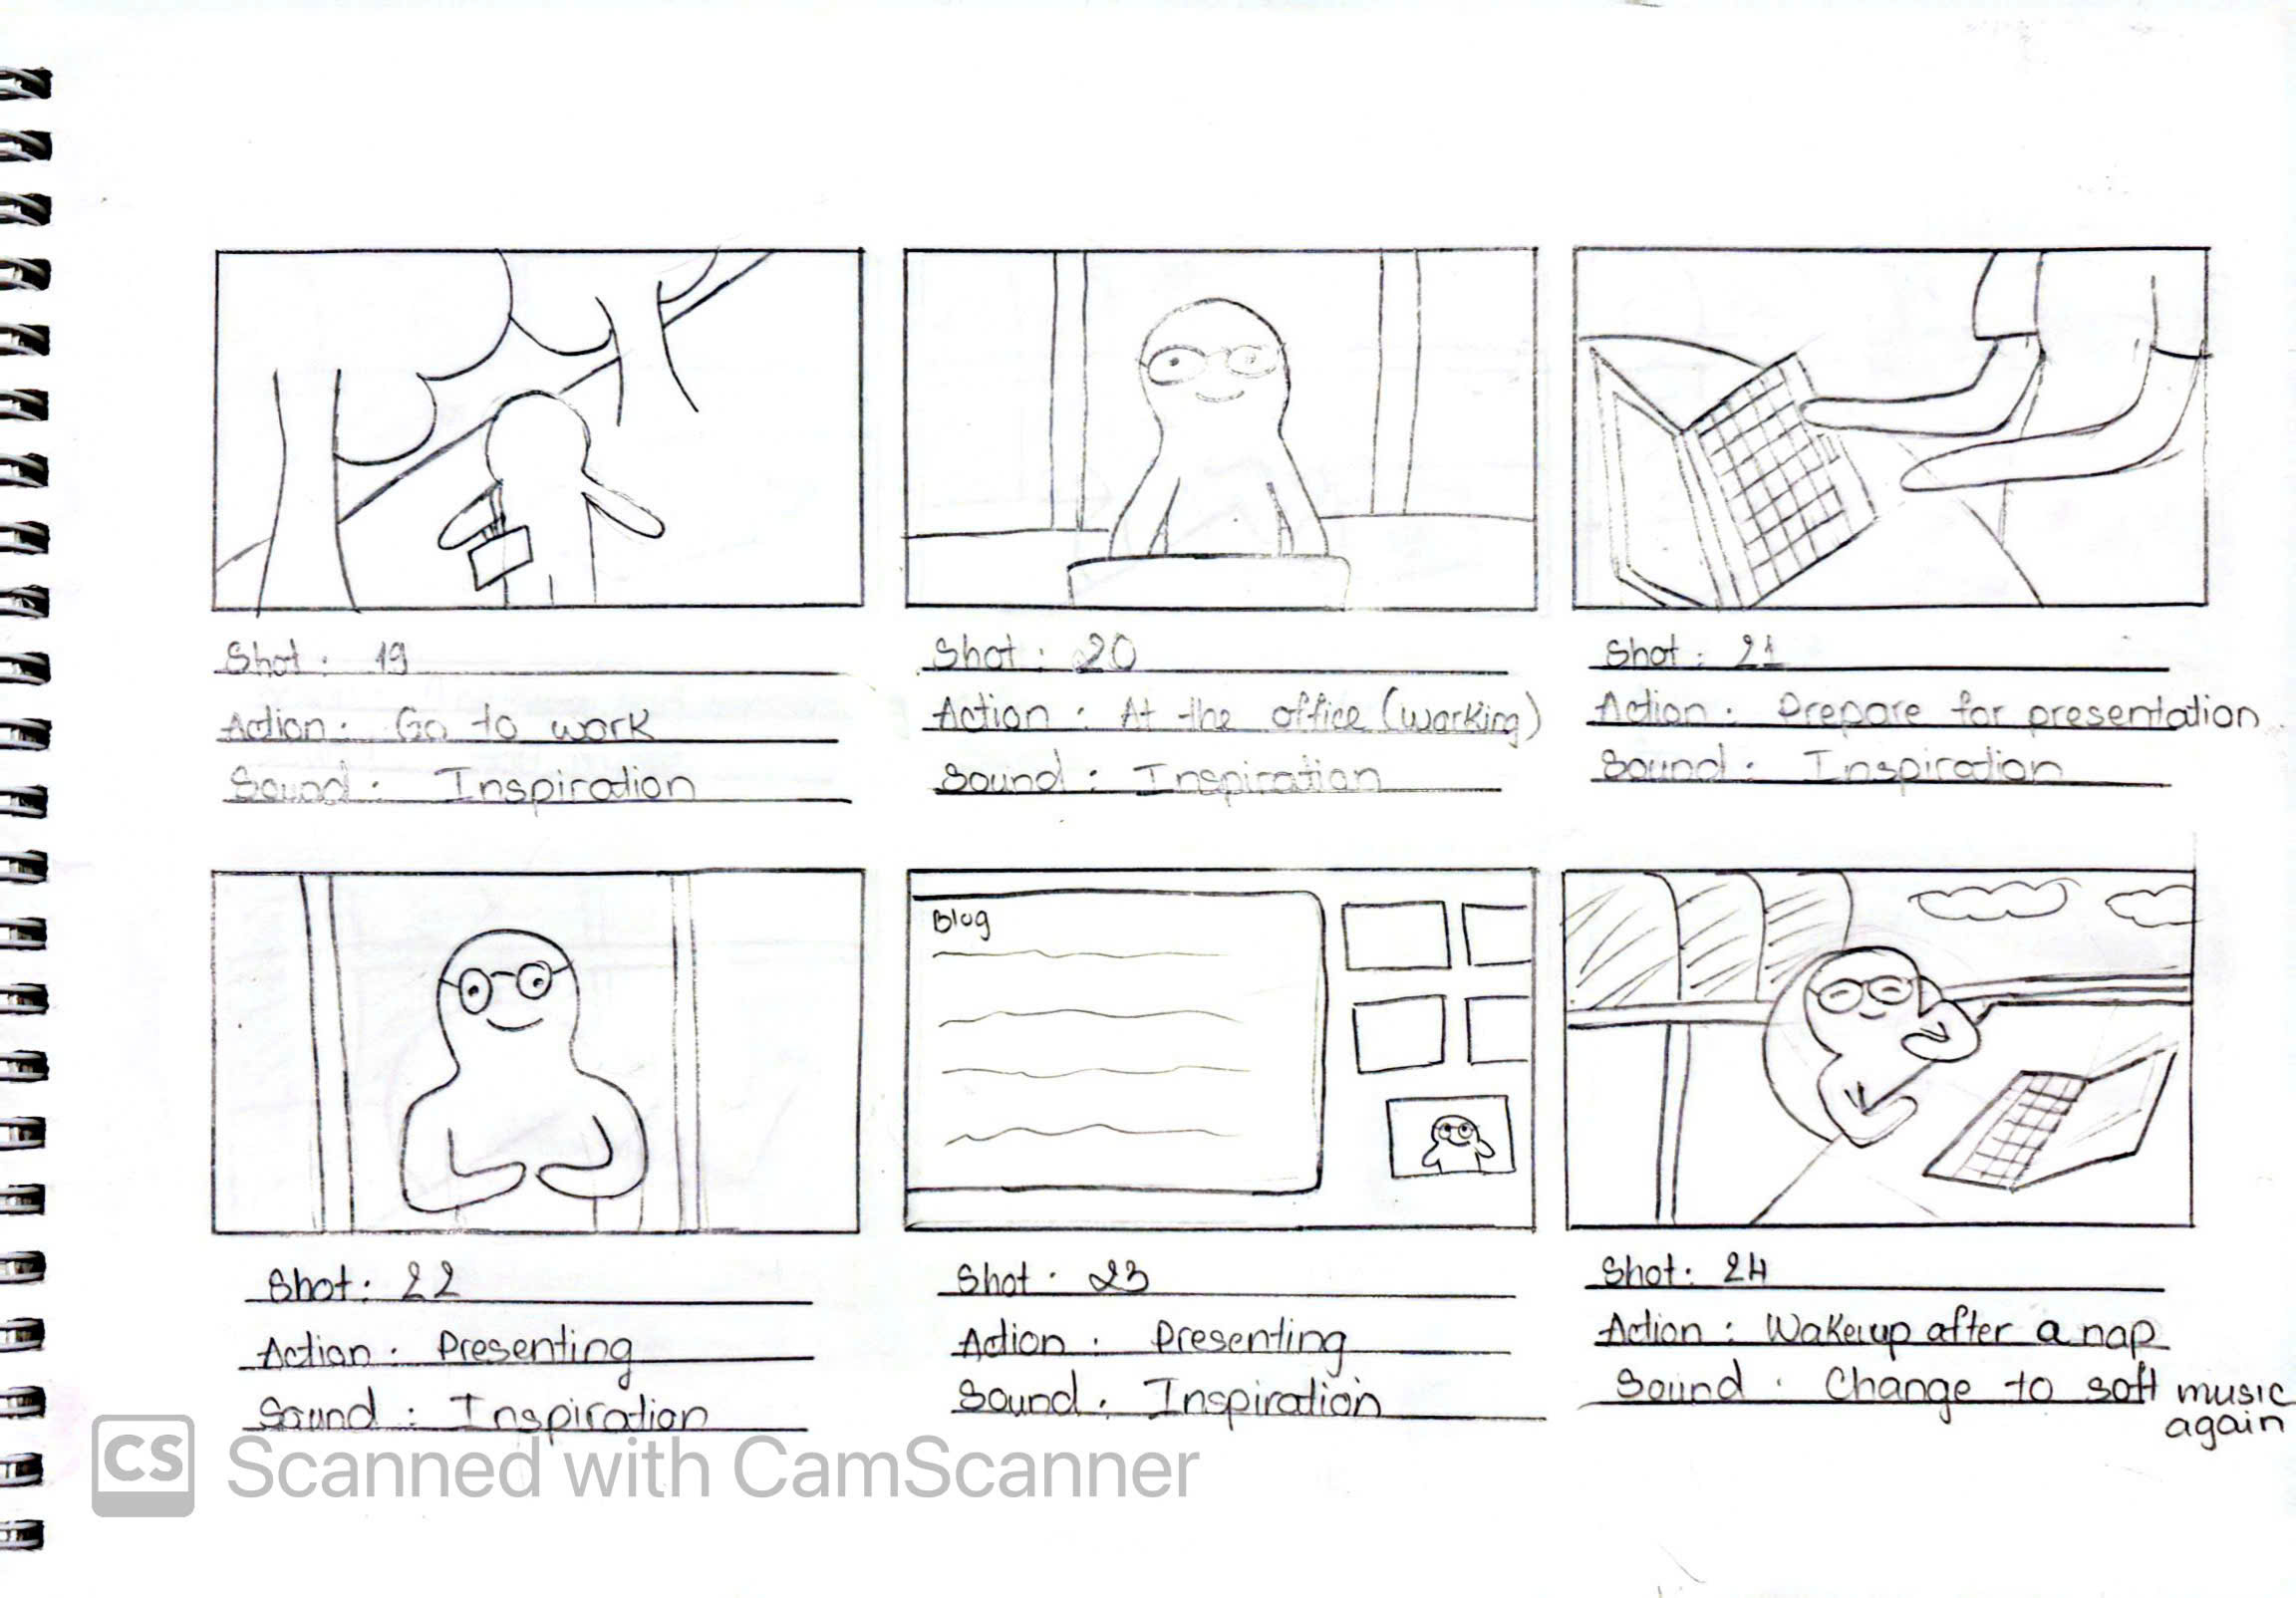 Shot: 19
Action: Go to work
Sound: Inspiration
Shot: 20
Action: At the office (working)
Sound: Inspiration
Shot: 21
Action: Prepare for presentation
Sound: Inspiration
Blog
Shot: 22
Action: Presenting
Sound: Inspiration
Shot: 23
Action: Presenting
Sound: Inspiration
Shot: 24
Action: Wakeup after a nap
Sound: Change to soft music
again
CS Scanned with CamScanner